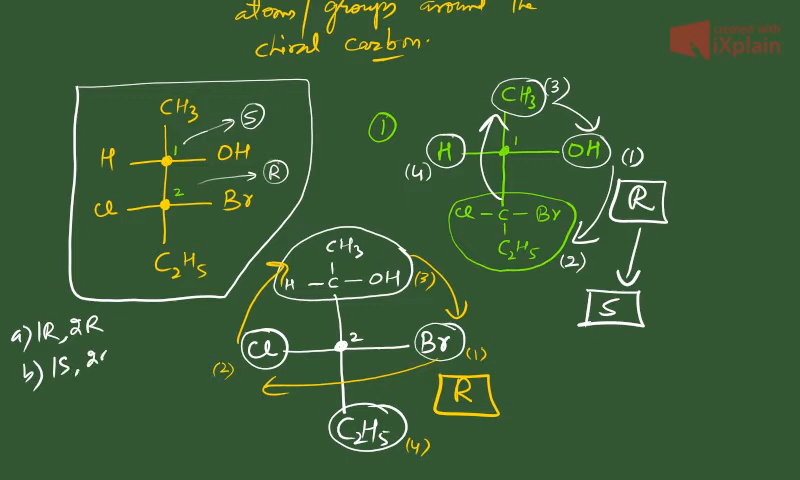 atoms/groups around the
chiral carbon.
created with
iXplain
CH3
H 1 OH
S
R
Cl 2 Br
C2H5
1
CH3 (3)
H 1 OH
(4) (1)
Cl - C - Br
C2H5
(2)
R
S
CH3
H - C - OH (3)
Cl 2 Br
(2) (1)
R
C2H5 (4)
a) 1R, 2R
b) 1S,